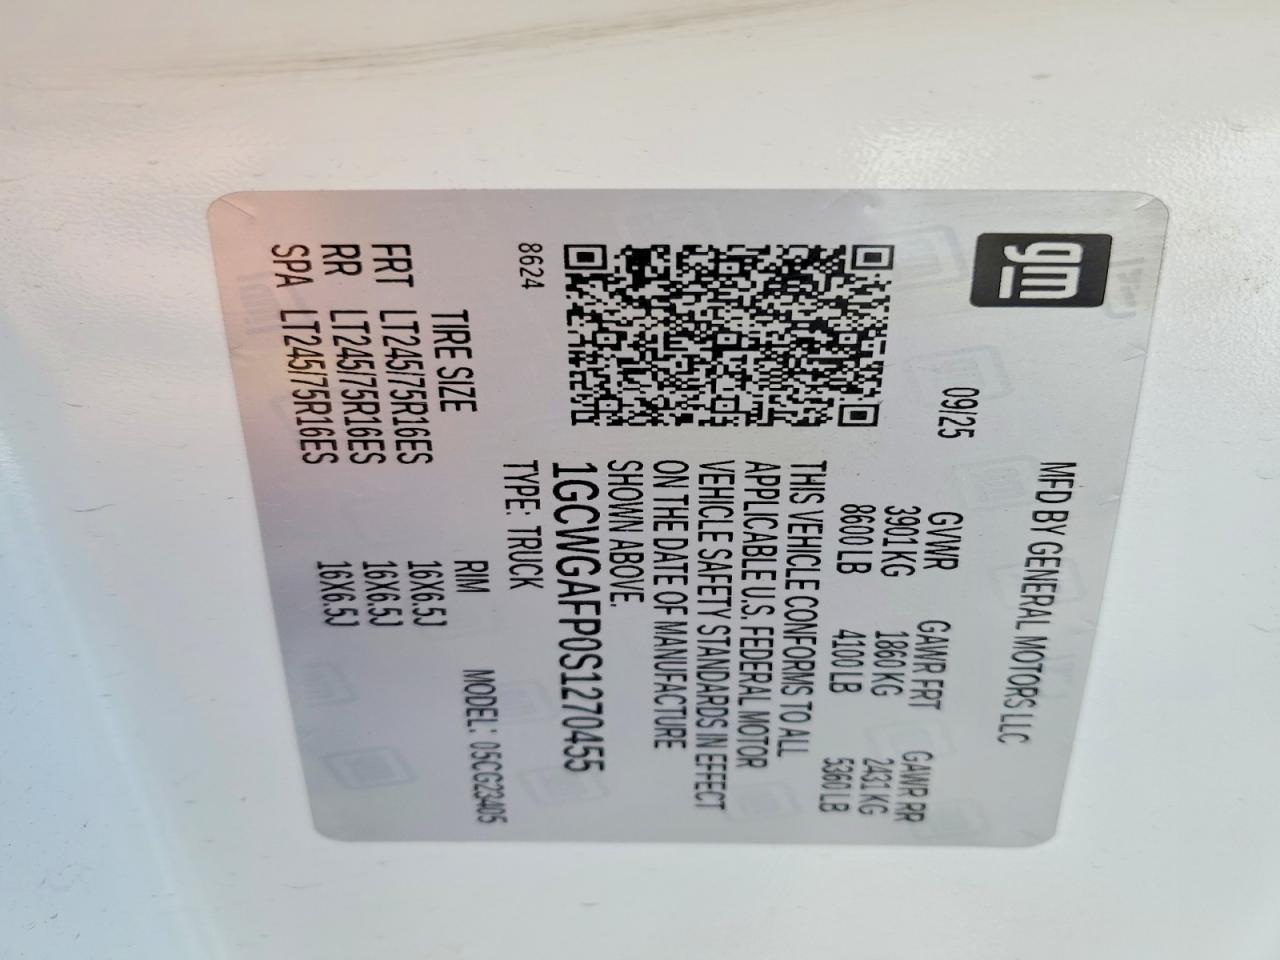 gm
MFD BY GENERAL MOTORS LLC
09/25 GVWR GAWR FRT GAWR RR
3901 KG 1860 KG 2431 KG
8600 LB 4100 LB 5360 LB
THIS VEHICLE CONFORMS TO ALL
APPLICABLE U.S. FEDERAL MOTOR
VEHICLE SAFETY STANDARDS IN EFFECT
ON THE DATE OF MANUFACTURE
SHOWN ABOVE.
1GCWGAFP0S1270455
8624 TYPE: TRUCK
MODEL: 05CG23405
TIRE SIZE RIM
FRT LT245/75R16ES 16X6.5J
RR LT245/75R16ES 16X6.5J
SPA LT245/75R16ES 16X6.5J